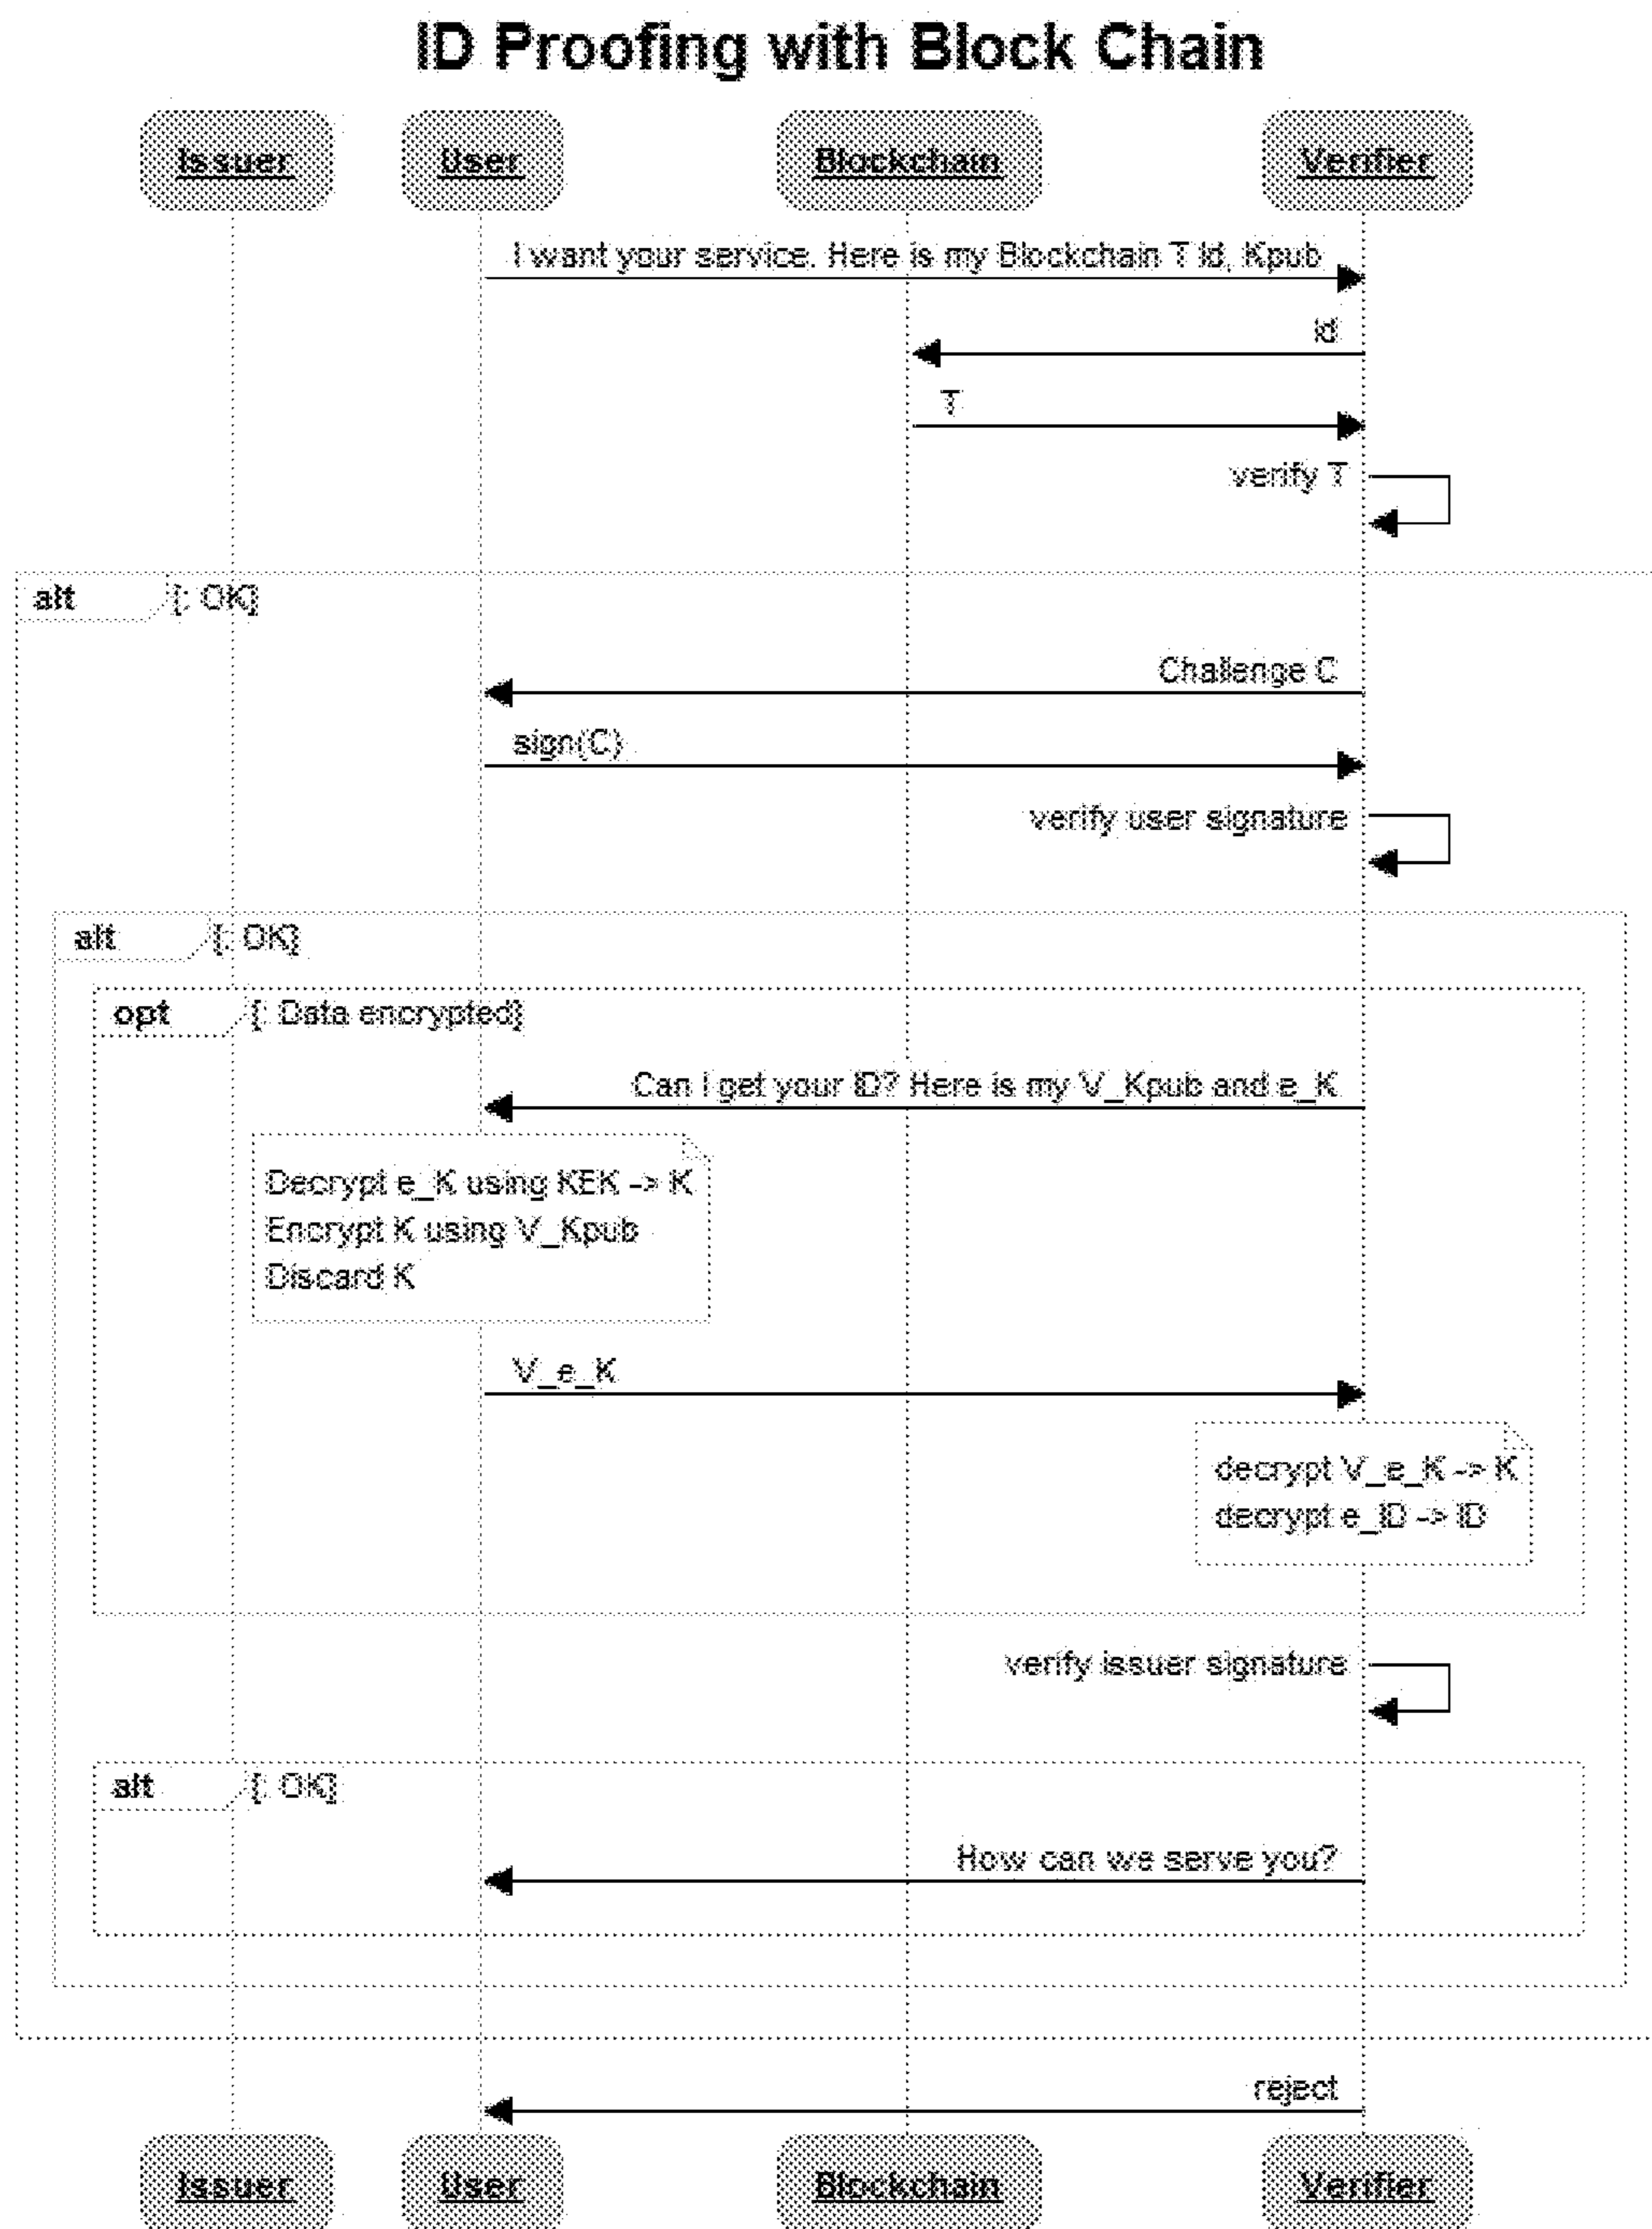 ID Proofing with Block Chain
Issuer User Blockchain Verifier
I want your service. Here is my Blockchain T id, Kpub
id
T
verify T
alt [: OK]
Challenge C
sign(C)
verify user signature
alt [: OK]
opt [: Data encrypted]
Can I get your ID? Here is my V_Kpub and e_K
Decrypt e_K using KEK -> K
Encrypt K using V_Kpub
Discard K
V_e_K
decrypt V_e_K -> K
decrypt e_ID -> ID
verify issuer signature
alt [: OK]
How can we serve you?
reject
Issuer User Blockchain Verifier